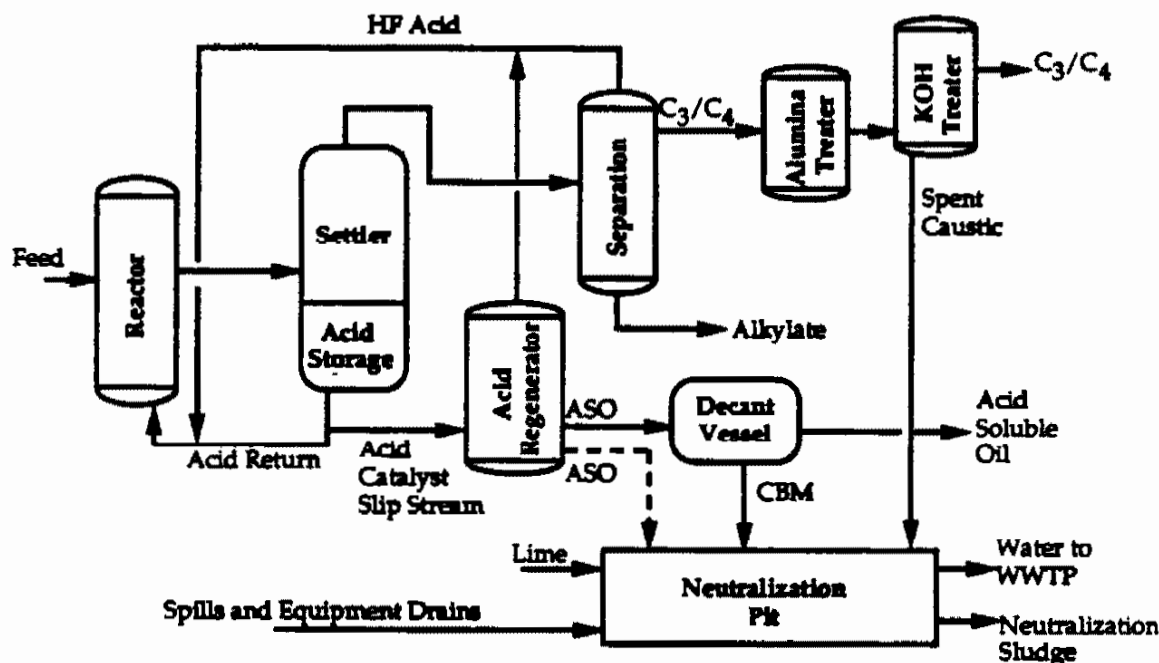 HF Acid
C3/C4
KOH
Treater
C3/C4
Alumina
Treater
Separation
Spent
Caustic
Settler
Feed
Reactor
Acid
Storage
Acid
Regenerator
Alkylate
ASO
Decant
Vessel
Acid
Soluble
Oil
Acid Return
Acid
Catalyst
Slip Stream
ASO
CBM
Lime
Neutralization
Pit
Water to
WWTP
Spills and Equipment Drains
Neutralization
Sludge